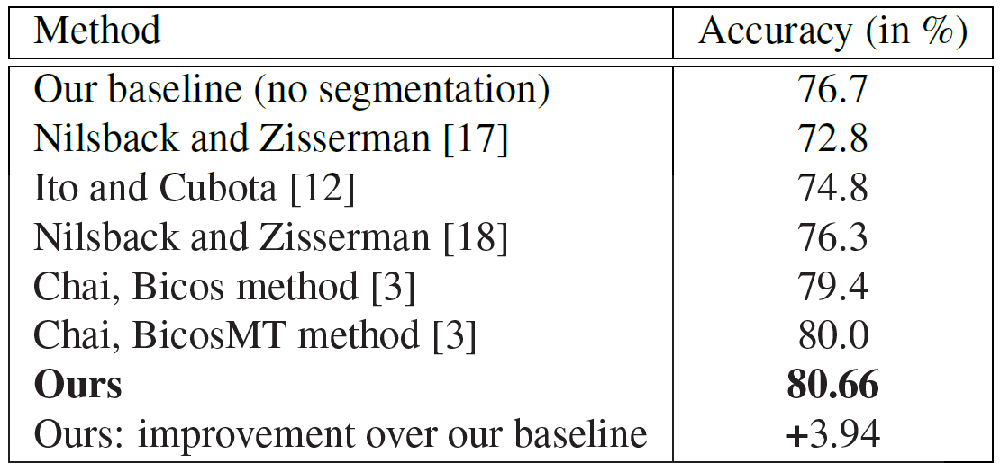 Method Accuracy (in %)
Our baseline (no segmentation) 76.7
Nilsback and Zisserman [17] 72.8
Ito and Cubota [12] 74.8
Nilsback and Zisserman [18] 76.3
Chai, Bicos method [3] 79.4
Chai, BicosMT method [3] 80.0
Ours 80.66
Ours: improvement over our baseline +3.94